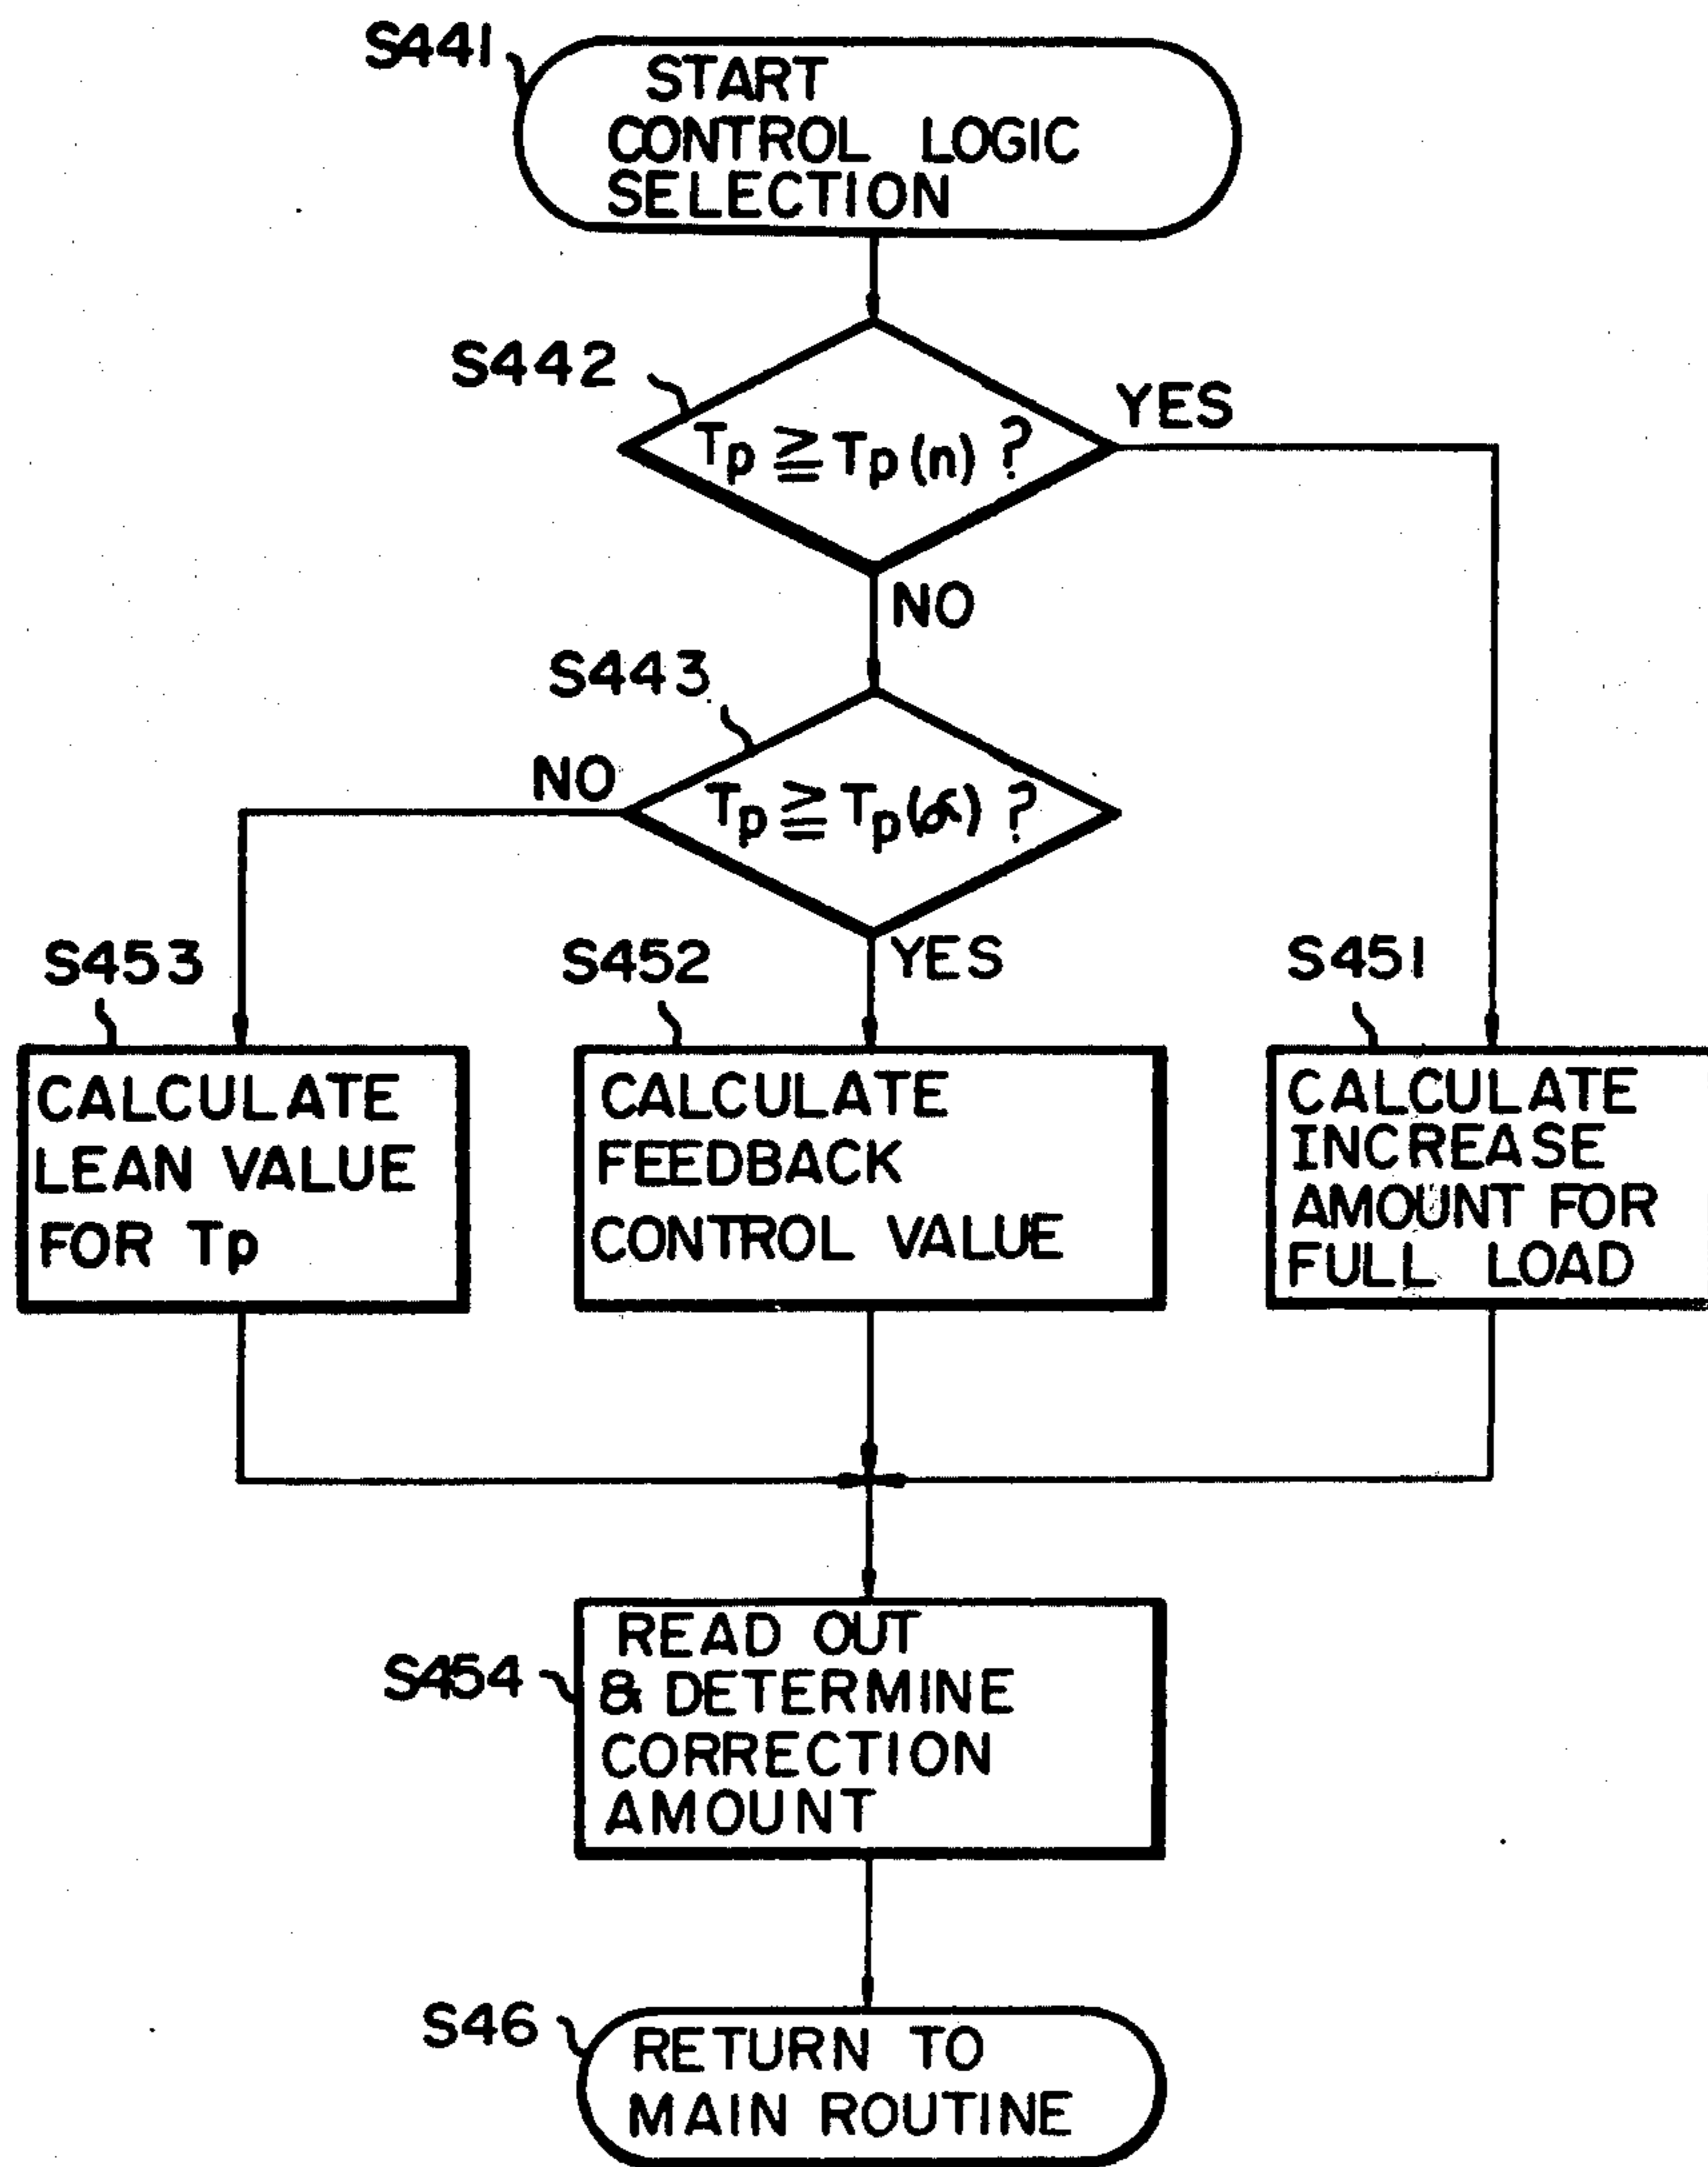 S441
START
CONTROL LOGIC
SELECTION
S442
Tp ≧ Tp(n) ?
YES
NO
S443
Tp ≧ Tp(α) ?
NO
YES
S453
CALCULATE
LEAN VALUE
FOR Tp
S452
CALCULATE
FEEDBACK
CONTROL VALUE
S451
CALCULATE
INCREASE
AMOUNT FOR
FULL LOAD
S454
READ OUT
& DETERMINE
CORRECTION
AMOUNT
S46
RETURN TO
MAIN ROUTINE